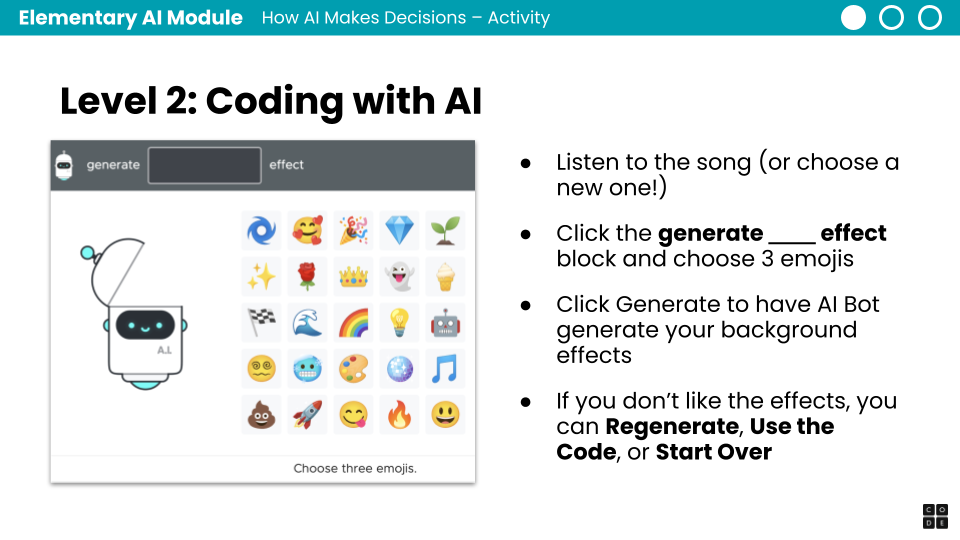 Elementary AI Module How AI Makes Decisions – Activity
Level 2: Coding with AI
generate effect
A.I.
Choose three emojis.
● Listen to the song (or choose a
new one!)
● Click the generate ____ effect
block and choose 3 emojis
● Click Generate to have AI Bot
generate your background
effects
● If you don’t like the effects, you
can Regenerate, Use the
Code, or Start Over
C O
D E